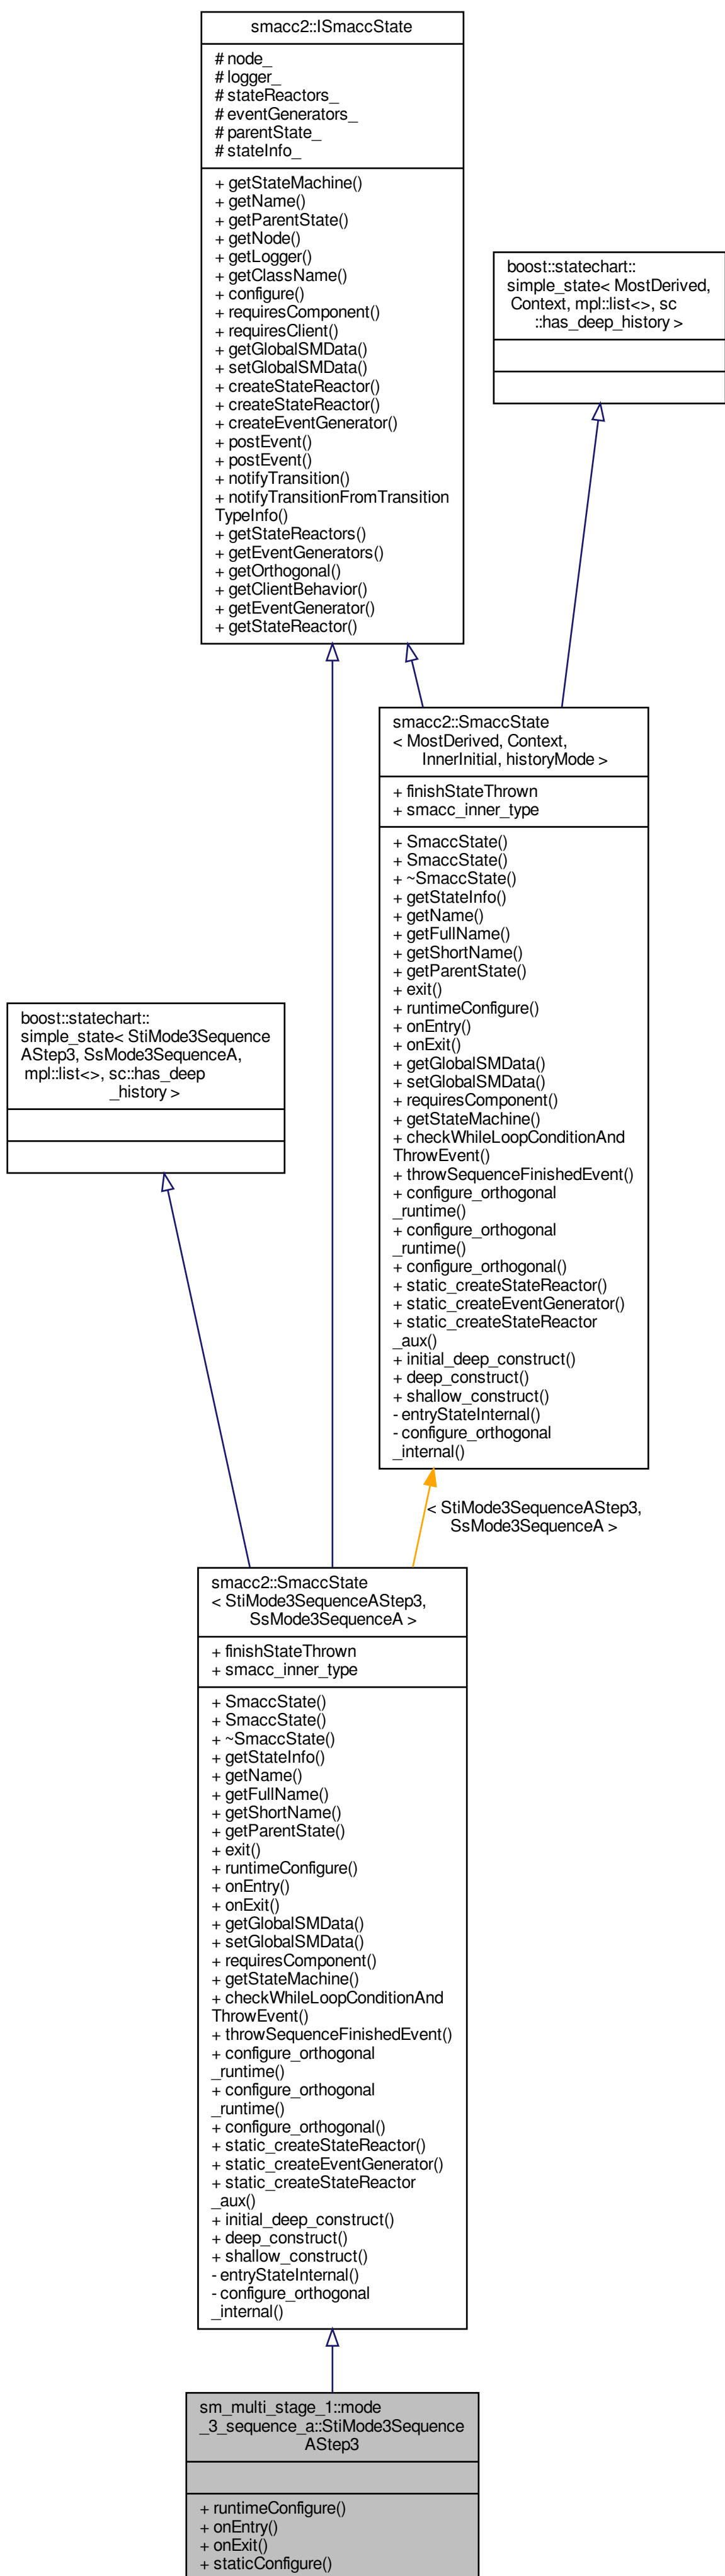 smacc2::ISmaccState
# node_
# logger_
# stateReactors_
# eventGenerators_
# parentState_
# stateInfo_
+ getStateMachine()
+ getName()
+ getParentState()
+ getNode()
+ getLogger()
+ getClassName()
+ configure()
+ requiresComponent()
+ requiresClient()
+ getGlobalSMData()
+ setGlobalSMData()
+ createStateReactor()
+ createStateReactor()
+ createEventGenerator()
+ postEvent()
+ postEvent()
+ notifyTransition()
+ notifyTransitionFromTransition
TypeInfo()
+ getStateReactors()
+ getEventGenerators()
+ getOrthogonal()
+ getClientBehavior()
+ getEventGenerator()
+ getStateReactor()
boost::statechart::
simple_state< MostDerived,
Context, mpl::list<>, sc
::has_deep_history >
smacc2::SmaccState
< MostDerived, Context,
InnerInitial, historyMode >
+ finishStateThrown
+ smacc_inner_type
+ SmaccState()
+ SmaccState()
+ ~SmaccState()
+ getStateInfo()
+ getName()
+ getFullName()
+ getShortName()
+ getParentState()
+ exit()
+ runtimeConfigure()
+ onEntry()
+ onExit()
+ getGlobalSMData()
+ setGlobalSMData()
+ requiresComponent()
+ getStateMachine()
+ checkWhileLoopConditionAnd
ThrowEvent()
+ throwSequenceFinishedEvent()
+ configure_orthogonal
_runtime()
+ configure_orthogonal
_runtime()
+ configure_orthogonal()
+ static_createStateReactor()
+ static_createEventGenerator()
+ static_createStateReactor
_aux()
+ initial_deep_construct()
+ deep_construct()
+ shallow_construct()
- entryStateInternal()
- configure_orthogonal
_internal()
boost::statechart::
simple_state< StiMode3Sequence
AStep3, SsMode3SequenceA,
mpl::list<>, sc::has_deep
_history >
< StiMode3SequenceAStep3,
SsMode3SequenceA >
smacc2::SmaccState
< StiMode3SequenceAStep3,
SsMode3SequenceA >
+ finishStateThrown
+ smacc_inner_type
+ SmaccState()
+ SmaccState()
+ ~SmaccState()
+ getStateInfo()
+ getName()
+ getFullName()
+ getShortName()
+ getParentState()
+ exit()
+ runtimeConfigure()
+ onEntry()
+ onExit()
+ getGlobalSMData()
+ setGlobalSMData()
+ requiresComponent()
+ getStateMachine()
+ checkWhileLoopConditionAnd
ThrowEvent()
+ throwSequenceFinishedEvent()
+ configure_orthogonal
_runtime()
+ configure_orthogonal
_runtime()
+ configure_orthogonal()
+ static_createStateReactor()
+ static_createEventGenerator()
+ static_createStateReactor
_aux()
+ initial_deep_construct()
+ deep_construct()
+ shallow_construct()
- entryStateInternal()
- configure_orthogonal
_internal()
sm_multi_stage_1::mode
_3_sequence_a::StiMode3Sequence
AStep3
+ runtimeConfigure()
+ onEntry()
+ onExit()
+ staticConfigure()